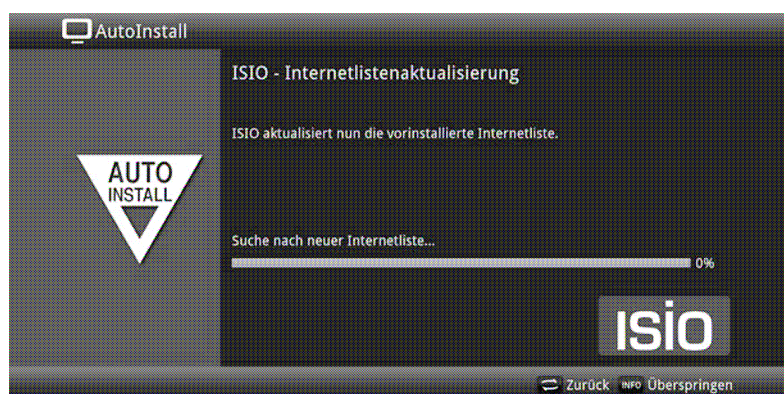 AutoInstall
ISIO - Internetlistenaktualisierung
ISIO aktualisiert nun die vorinstallierte Internetliste.
AUTO
INSTALL
Suche nach neuer Internetliste...
0%
ISIO
Zurück INFO Überspringen